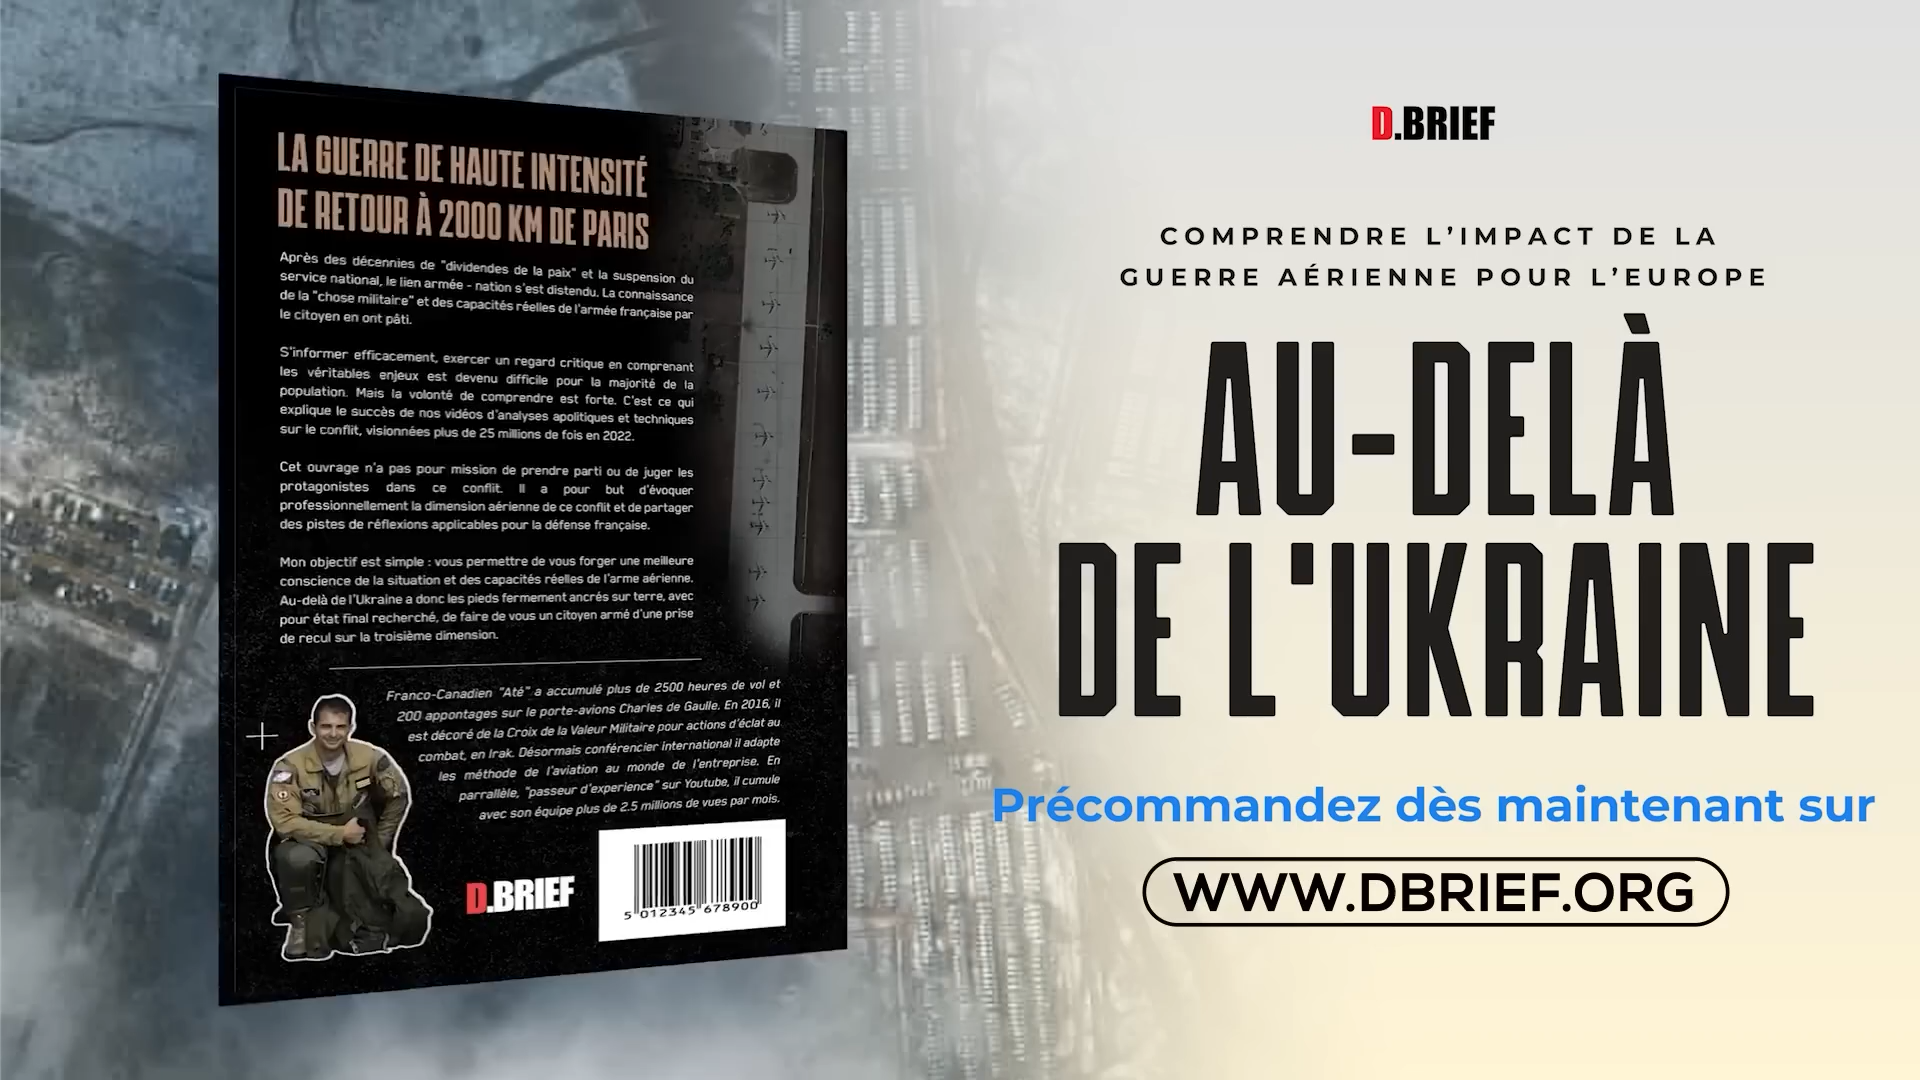 LA GUERRE DE HAUTE INTENSITÉ
DE RETOUR À 2000 KM DE PARIS
Après des décennies de "dividendes de la paix" et la suspension du
service national, le lien armée - nation s'est distendu. La connaissance
de la "chose militaire" et des capacités réelles de l'armée française par
le citoyen en ont pâti.
S'informer efficacement, exercer un regard critique en comprenant
les véritables enjeux est devenu difficile pour la majorité de la
population. Mais la volonté de comprendre est forte. C'est ce qui
explique le succès de nos vidéos d'analyses apolitiques et techniques
sur le conflit, visionnées plus de 25 millions de fois en 2022.
Cet ouvrage n'a pas pour mission de prendre parti ou de juger les
protagonistes dans ce conflit. Il a pour but d'évoquer
professionnellement la dimension aérienne de ce conflit et de partager
des pistes de réflexions applicables pour la défense française.
Mon objectif est simple : vous permettre de vous forger une meilleure
conscience de la situation et des capacités réelles de l'arme aérienne.
Au-delà de l'Ukraine a donc les pieds fermement ancrés sur terre, avec
pour état final recherché, de faire de vous un citoyen armé d'une prise
de recul sur la troisième dimension.
Franco-Canadien "Até" a accumulé plus de 2500 heures de vol et
200 appontages sur le porte-avions Charles de Gaulle. En 2016, il
est décoré de la Croix de la Valeur Militaire pour actions d'éclat au
combat, en Irak. Désormais conférencier international il adapte
les méthode de l'aviation au monde de l'entreprise. En
parrallèle, "passeur d'experience" sur Youtube, il cumule
avec son équipe plus de 2.5 millions de vues par mois.
D.BRIEF
5 012345 678900
D.BRIEF
COMPRENDRE L'IMPACT DE LA
GUERRE AÉRIENNE POUR L'EUROPE
AU-DELÀ
DE L'UKRAINE
Précommandez dès maintenant sur
WWW.DBRIEF.ORG